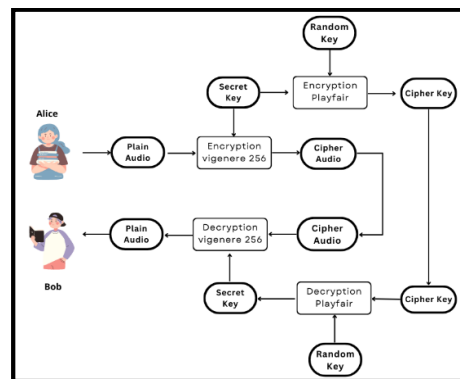 Random
Key
Secret
Key
Encryption
Playfair
Cipher Key
Alice
Plain
Audio
Encryption
vigenere 256
Cipher
Audio
Plain
Audio
Decryption
vigenere 256
Cipher
Audio
Bob
Secret Key
Decryption
Playfair
Cipher Key
Random
Key